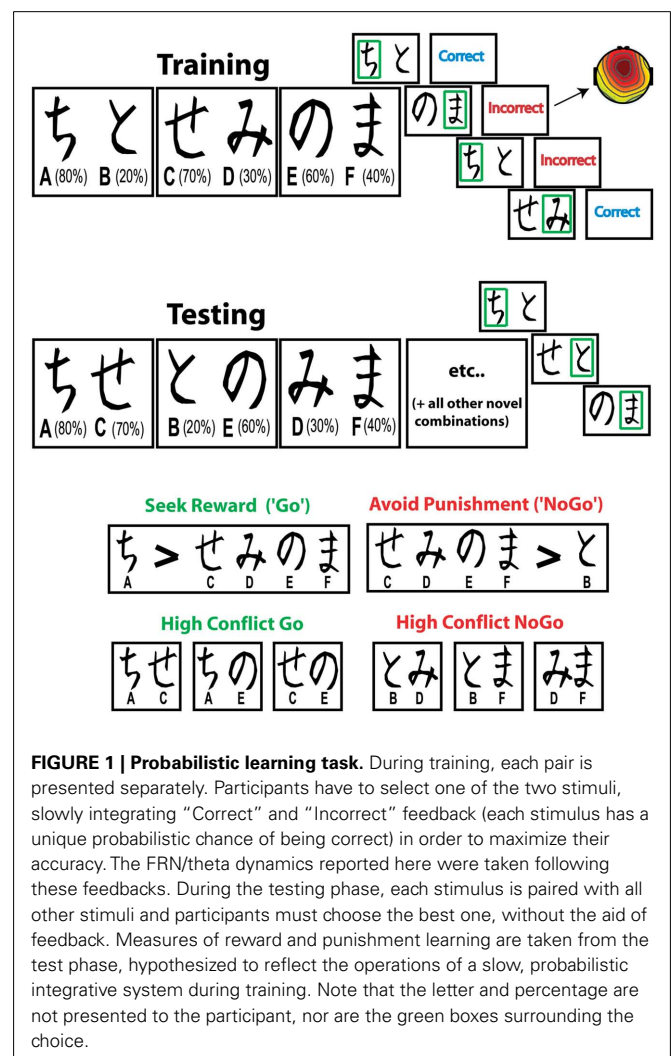 Training
ちと せみ のま
A (80%) B (20%) C (70%) D (30%) E (60%) F (40%)
ちと Correct
のま Incorrect
ちと Incorrect
せみ Correct
Testing
ちせ との みま
A (80%) C (70%) B (20%) E (60%) D (30%) F (40%)
etc..
(+ all other novel
combinations)
ちと
せと
のま
Seek Reward ('Go')
ち > せみのま
A C D E F
Avoid Punishment ('NoGo')
せみのま > と
C D E F B
High Conflict Go
ちせ ちの せの
A C A E C E
High Conflict NoGo
とみ とま みま
B D B F D F
FIGURE 1 | Probabilistic learning task. During training, each pair is
presented separately. Participants have to select one of the two stimuli,
slowly integrating “Correct” and “Incorrect” feedback (each stimulus has a
unique probabilistic chance of being correct) in order to maximize their
accuracy. The FRN/theta dynamics reported here were taken following
these feedbacks. During the testing phase, each stimulus is paired with all
other stimuli and participants must choose the best one, without the aid of
feedback. Measures of reward and punishment learning are taken from the
test phase, hypothesized to reflect the operations of a slow, probabilistic
integrative system during training. Note that the letter and percentage are
not presented to the participant, nor are the green boxes surrounding the
choice.